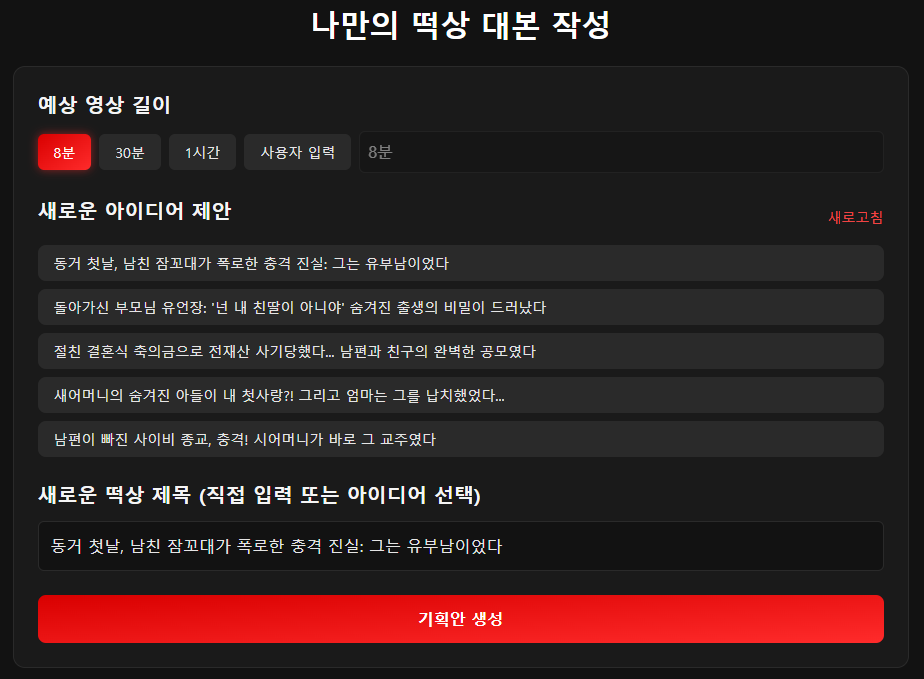 나만의 떡상 대본 작성
예상 영상 길이
8분 30분 1시간 사용자 입력 8분
새로운 아이디어 제안
새로고침
동거 첫날, 남친 잠꼬대가 폭로한 충격 진실: 그는 유부남이었다
돌아가신 부모님 유언장: '넌 내 친딸이 아니야' 숨겨진 출생의 비밀이 드러났다
절친 결혼식 축의금으로 전재산 사기당했다... 남편과 친구의 완벽한 공모였다
새어머니의 숨겨진 아들이 내 첫사랑?! 그리고 엄마는 그를 납치했었다...
남편이 빠진 사이비 종교, 충격! 시어머니가 바로 그 교주였다
새로운 떡상 제목 (직접 입력 또는 아이디어 선택)
동거 첫날, 남친 잠꼬대가 폭로한 충격 진실: 그는 유부남이었다
기획안 생성